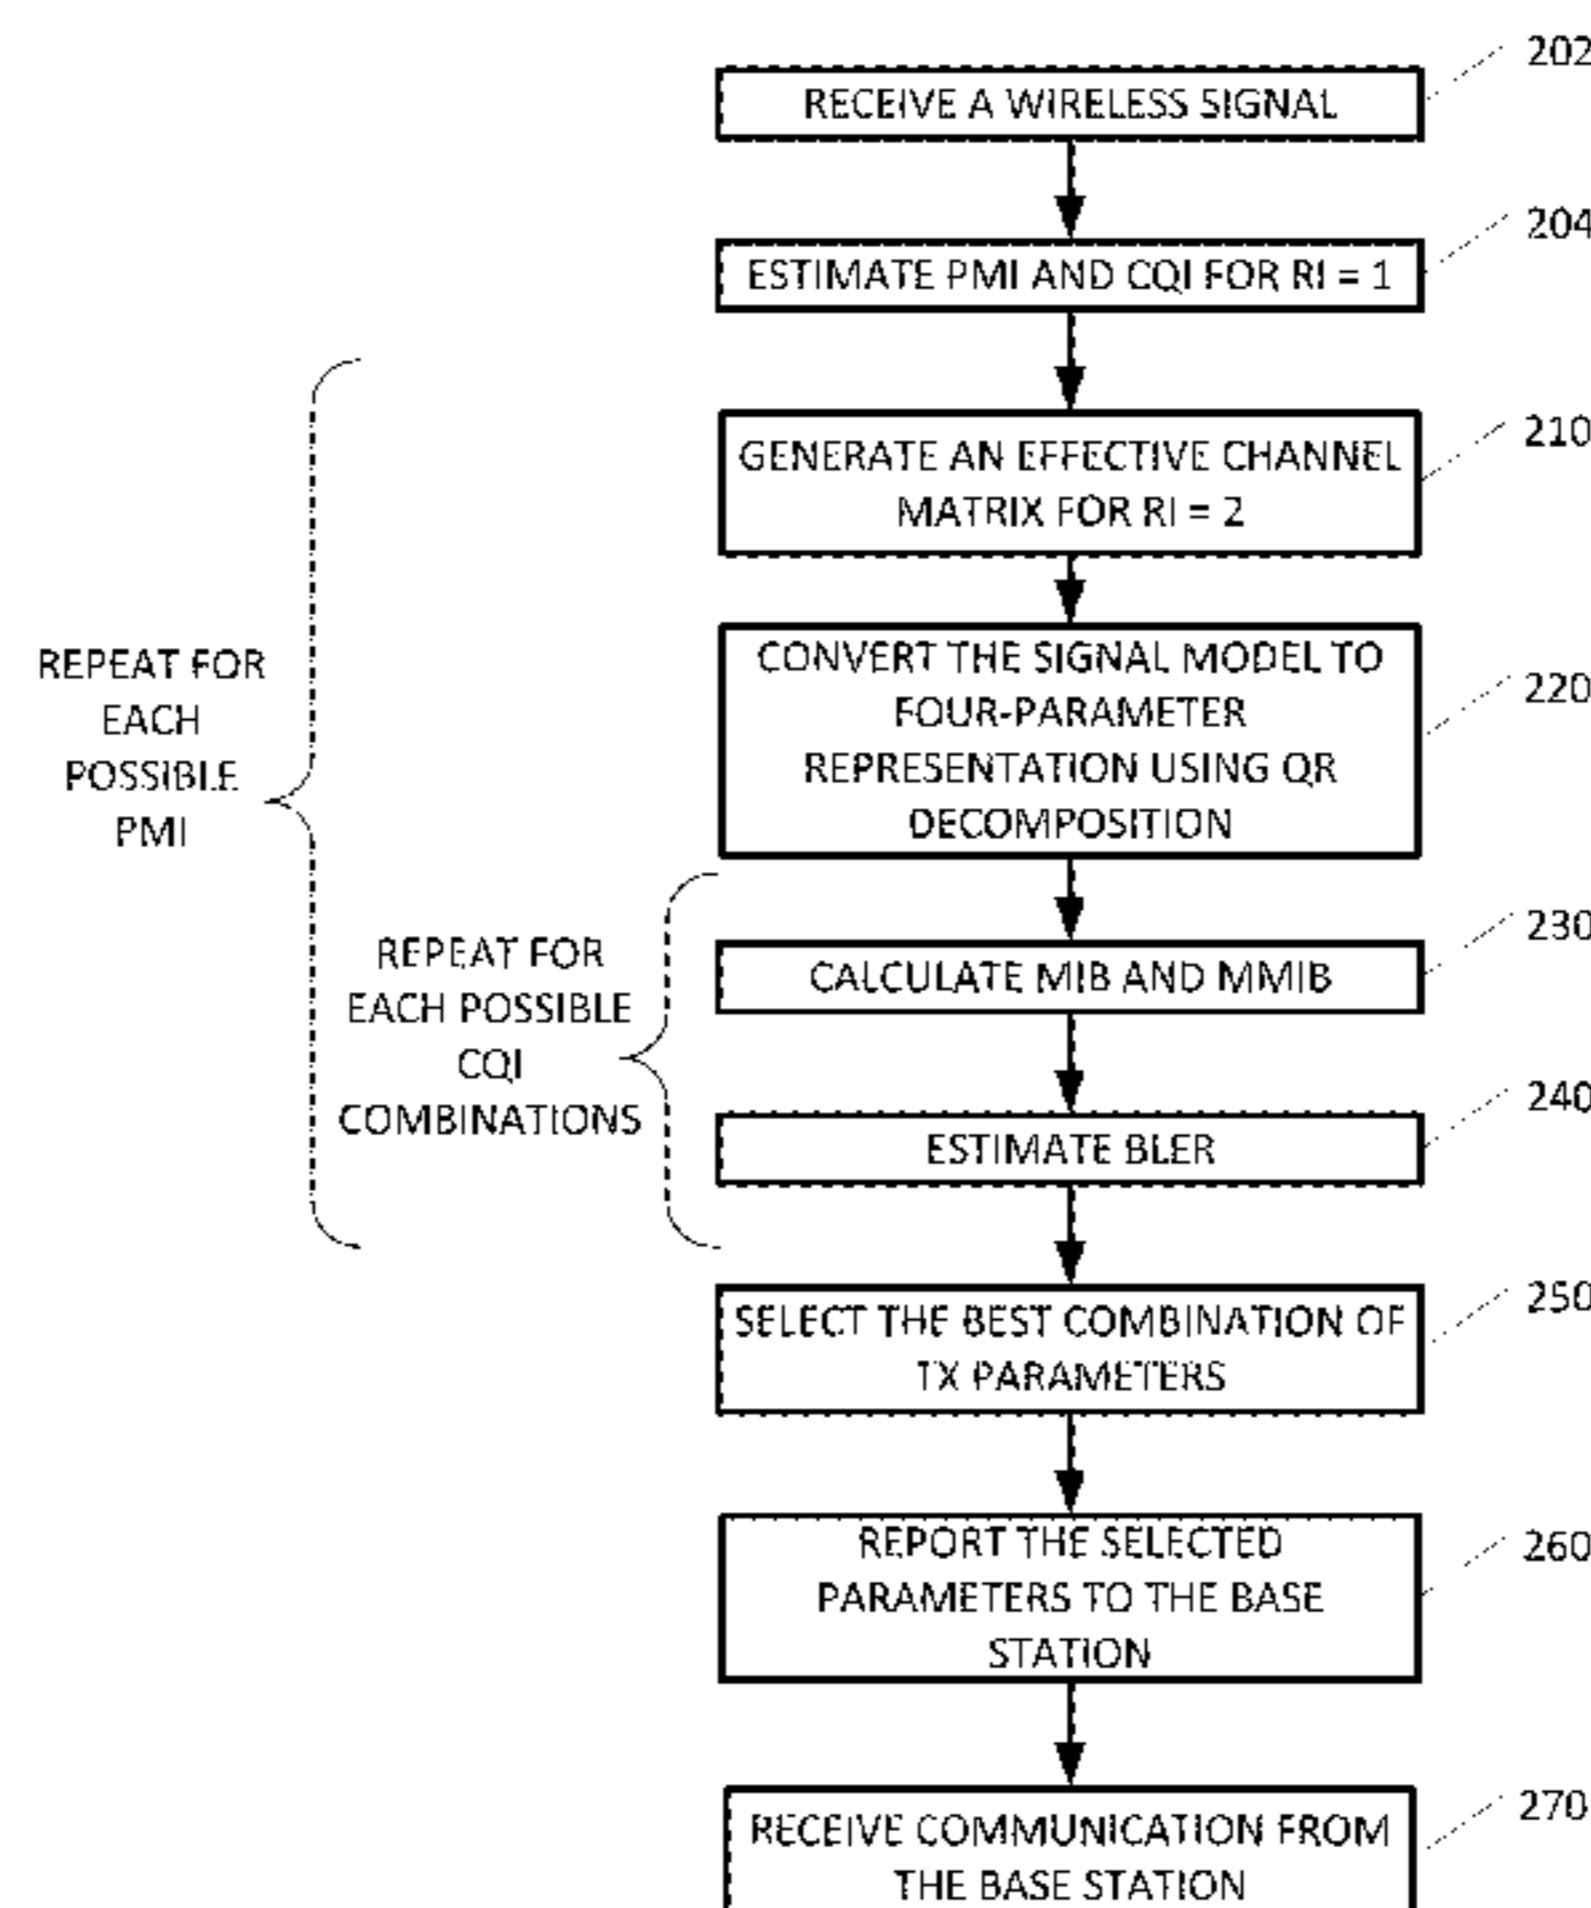 202
RECEIVE A WIRELESS SIGNAL
204
ESTIMATE PMI AND CQI FOR RI = 1
210
GENERATE AN EFFECTIVE CHANNEL
MATRIX FOR RI = 2
220
CONVERT THE SIGNAL MODEL TO
FOUR-PARAMETER
REPRESENTATION USING QR
DECOMPOSITION
REPEAT FOR
EACH
POSSIBLE
PMI
230
CALCULATE MIB AND MMIB
REPEAT FOR
EACH POSSIBLE
CQI
COMBINATIONS
240
ESTIMATE BLER
250
SELECT THE BEST COMBINATION OF
TX PARAMETERS
260
REPORT THE SELECTED
PARAMETERS TO THE BASE
STATION
270
RECEIVE COMMUNICATION FROM
THE BASE STATION